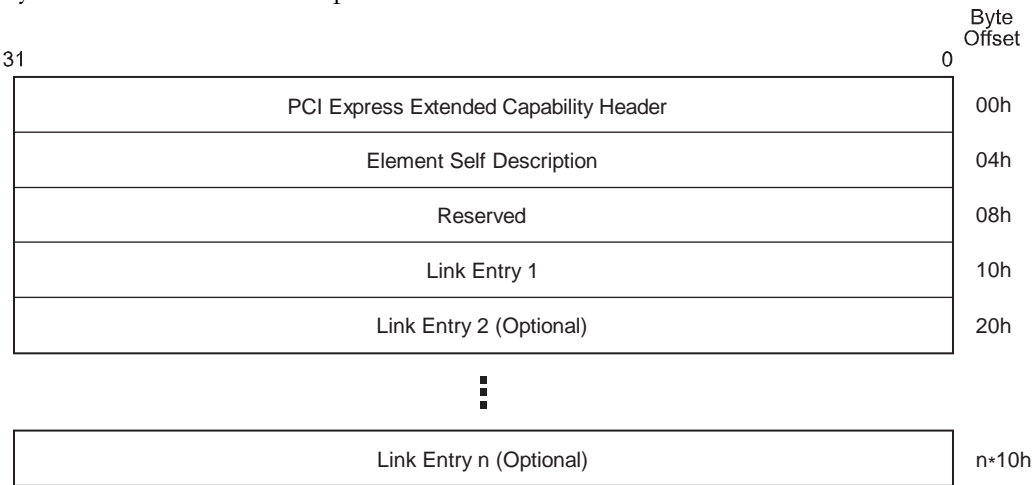 Byte
Offset
31
0
PCI Express Extended Capability Header
00h
Element Self Description
04h
Reserved
08h
Link Entry 1
10h
Link Entry 2 (Optional)
20h
Link Entry n (Optional)
n*10h